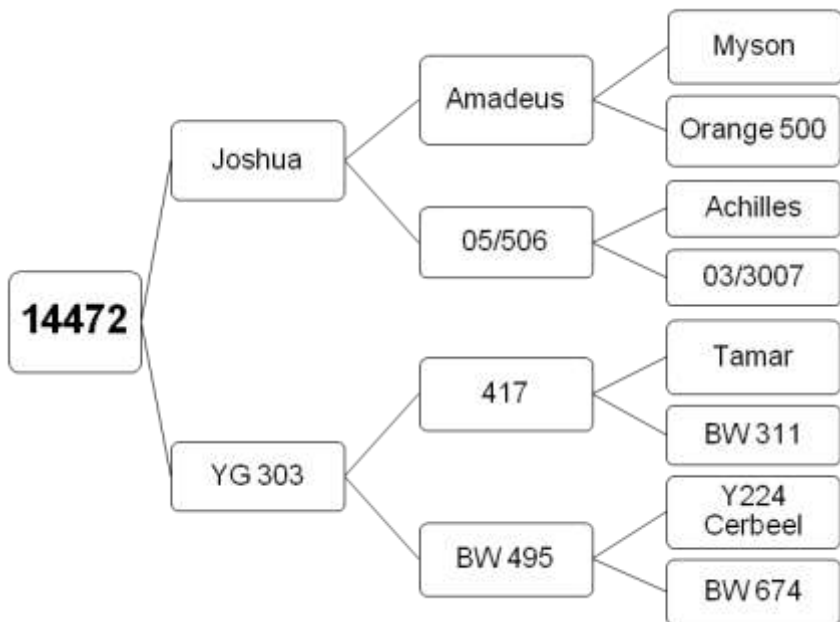 Myson
Amadeus
Orange 500
Joshua
Achilles
05/506
03/3007
14472
Tamar
417
BW 311
YG 303
Y224
Cerbeel
BW 495
BW 674